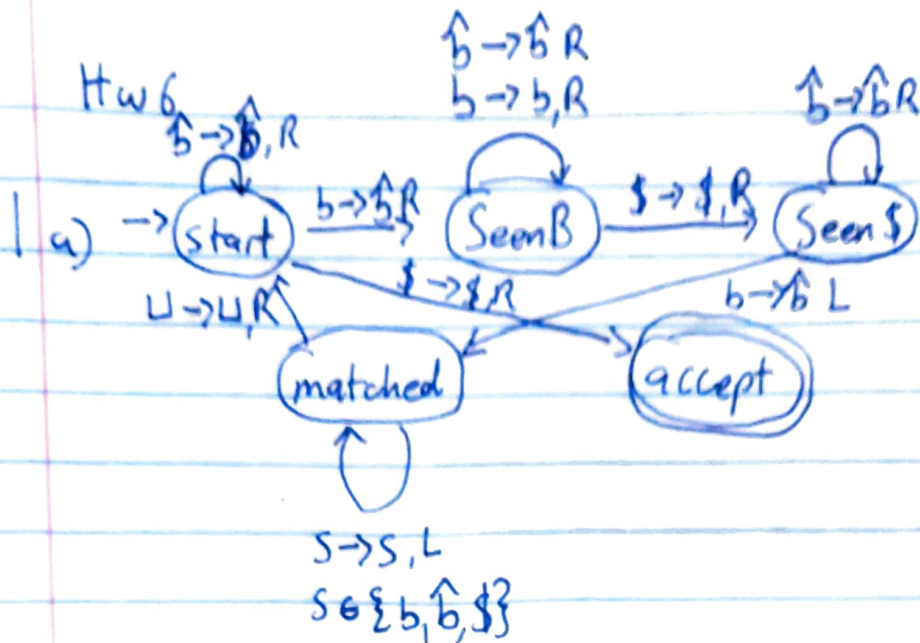 Hw 6
b̂→b̂,R
b̂→b̂ R
b→b,R
b̂→b̂ R
1 a)
→
start
b→b̂ R
SeenB
$→$,R
Seen $
$→$ R
b→b̂ L
⊔→⊔,R
matched
accept
S→S,L
S∈{b,b̂,$}